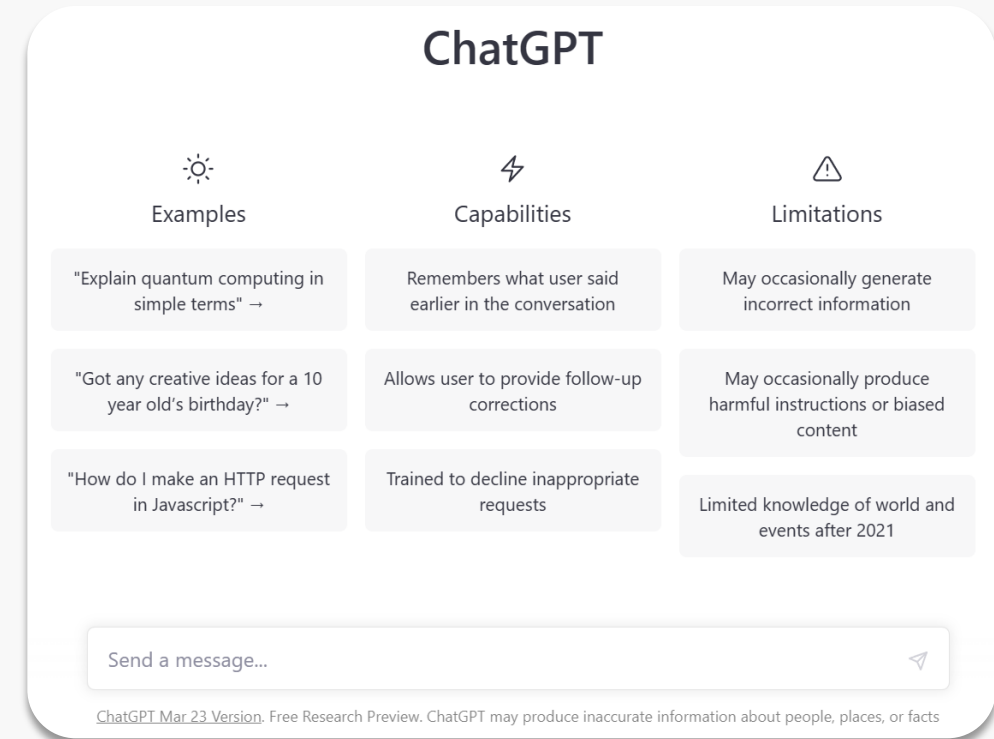 ChatGPT
Examples
"Explain quantum computing in
simple terms" →
"Got any creative ideas for a 10
year old's birthday?" →
"How do I make an HTTP request
in Javascript?" →
Capabilities
Remembers what user said
earlier in the conversation
Allows user to provide follow-up
corrections
Trained to decline inappropriate
requests
Limitations
May occasionally generate
incorrect information
May occasionally produce
harmful instructions or biased
content
Limited knowledge of world and
events after 2021
Send a message...
ChatGPT Mar 23 Version. Free Research Preview. ChatGPT may produce inaccurate information about people, places, or facts